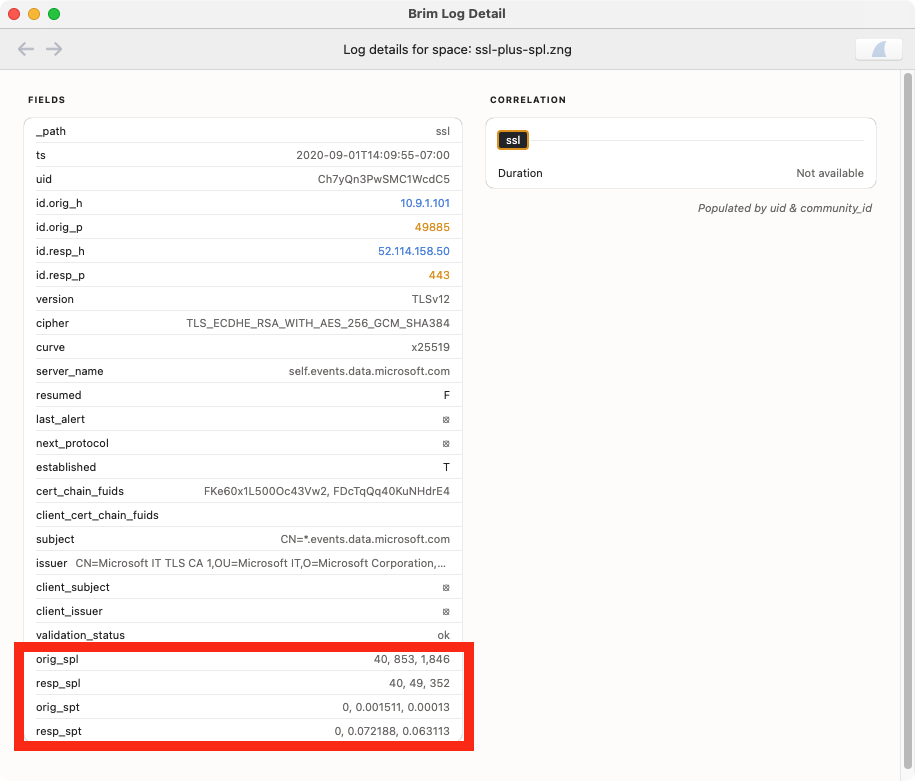 Brim Log Detail
Log details for space: ssl-plus-spl.zng
FIELDS
_path ssl
ts 2020-09-01T14:09:55-07:00
uid Ch7yQn3PwSMC1WcdC5
id.orig_h 10.9.1.101
id.orig_p 49885
id.resp_h 52.114.158.50
id.resp_p 443
version TLSv12
cipher TLS_ECDHE_RSA_WITH_AES_256_GCM_SHA384
curve x25519
server_name self.events.data.microsoft.com
resumed F
last_alert
next_protocol
established T
cert_chain_fuids FKe60x1L500Oc43Vw2, FDcTqQq40KuNHdrE4
client_cert_chain_fuids
subject CN=*.events.data.microsoft.com
issuer CN=Microsoft IT TLS CA 1,OU=Microsoft IT,O=Microsoft Corporation,...
client_subject
client_issuer
validation_status ok
orig_spl 40, 853, 1,846
resp_spl 40, 49, 352
orig_spt 0, 0.001511, 0.00013
resp_spt 0, 0.072188, 0.063113
CORRELATION
ssl
Duration Not available
Populated by uid & community_id